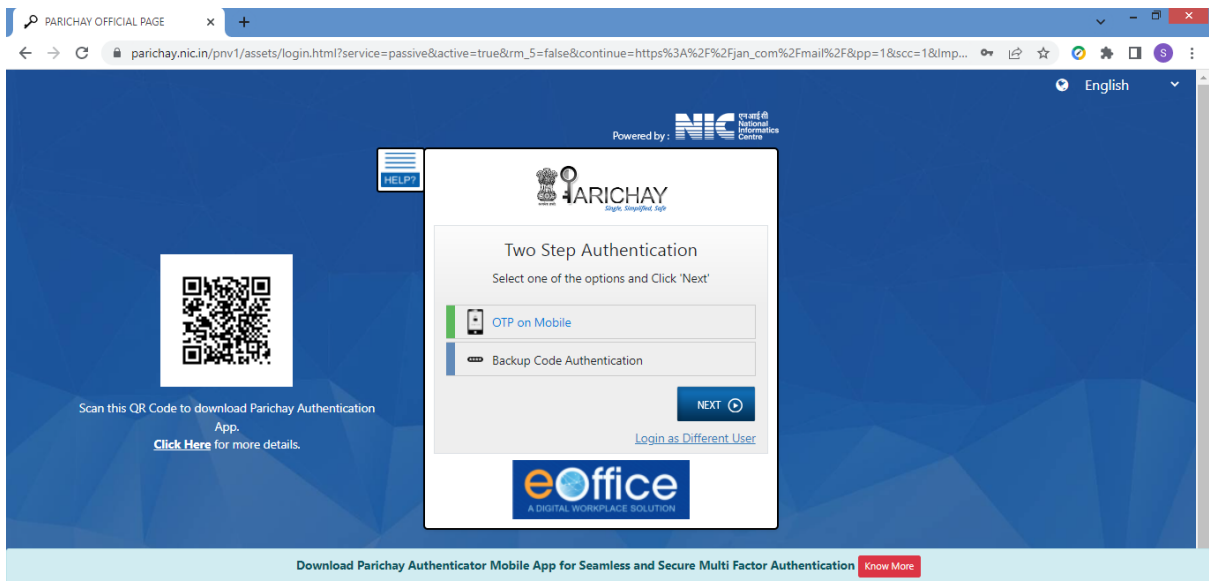 PARICHAY OFFICIAL PAGE
parichay.nic.in/pnv1/assets/login.html?service=passive&active=true&rm_5=false&continue=https%3A%2F%2Fjan_com%2Fmail%2F&pp=1&scc=1&lmp...
S
English
Powered by :
NIC
एन आई सी
National
Informatics
Centre
HELP?
PARICHAY
Single, Simplified, Safe
Two Step Authentication
Select one of the options and Click 'Next'
OTP on Mobile
Backup Code Authentication
NEXT
Login as Different User
Scan this QR Code to download Parichay Authentication
App.
Click Here for more details.
eOffice
A DIGITAL WORKPLACE SOLUTION
Download Parichay Authenticator Mobile App for Seamless and Secure Multi Factor Authentication Know More